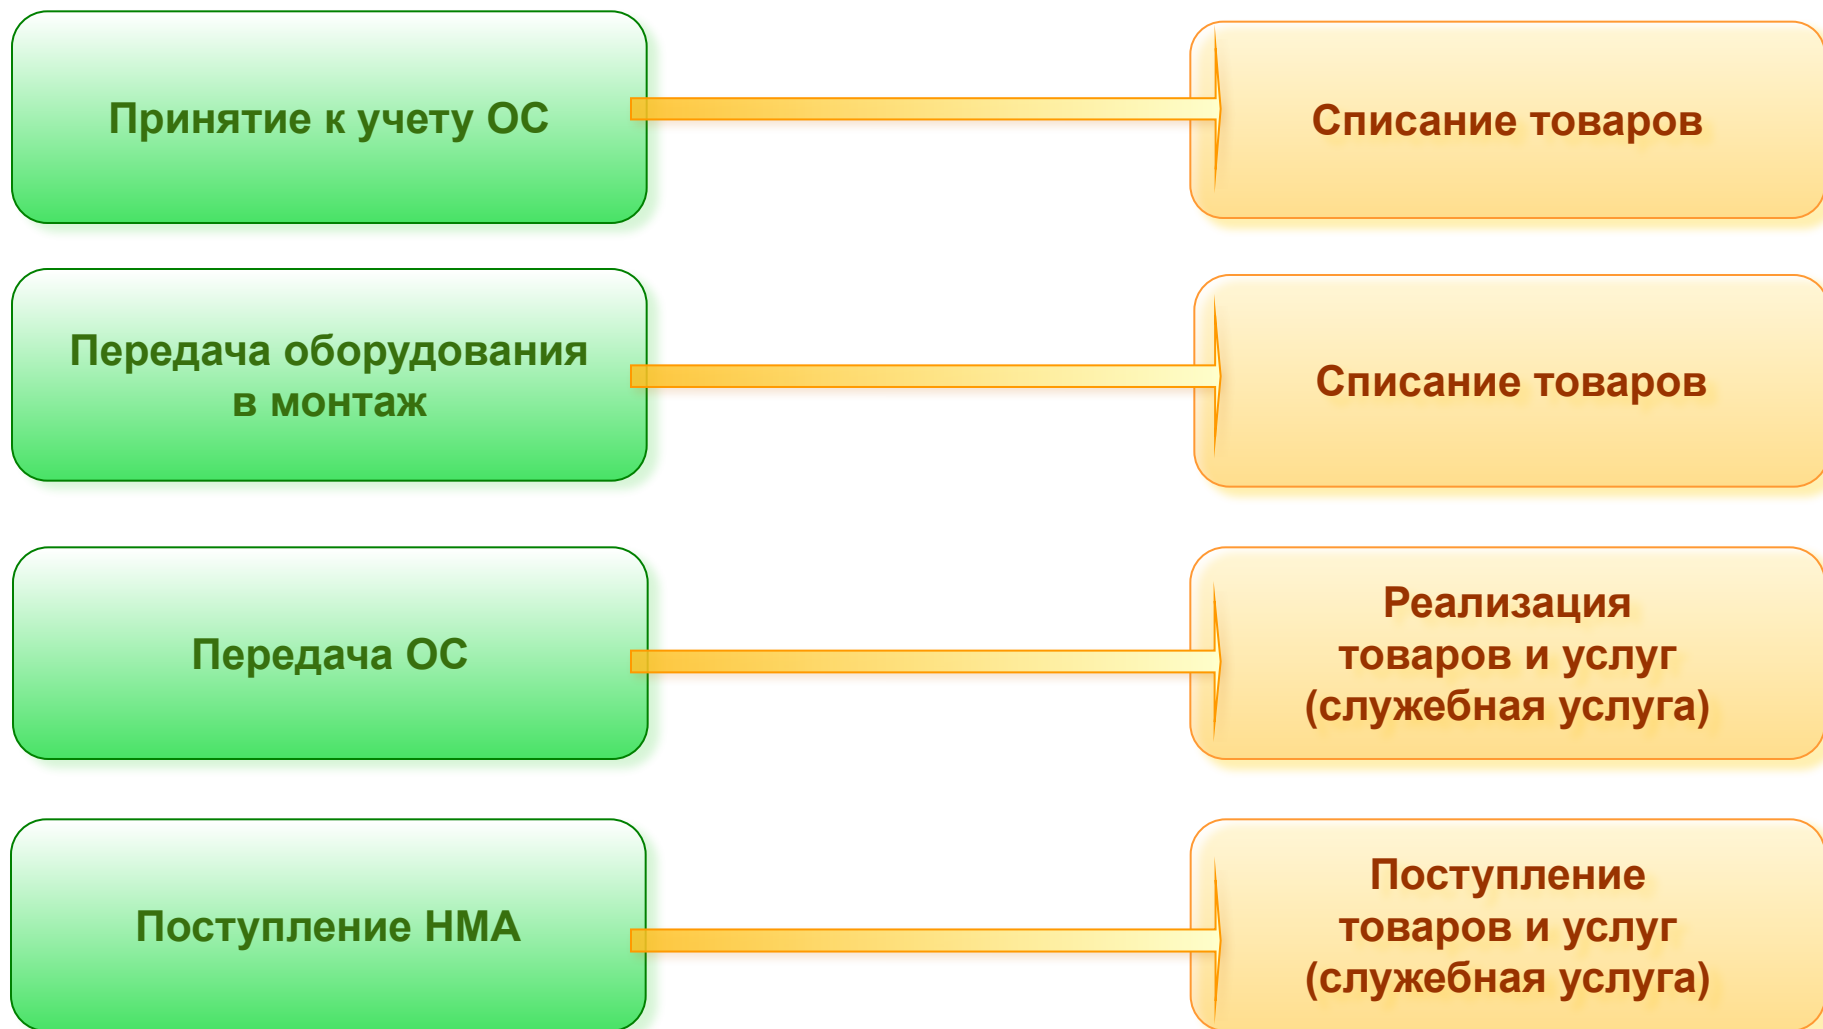 Принятие к учету ОС
Списание товаров
Передача оборудования
в монтаж
Списание товаров
Передача ОС
Реализация
товаров и услуг
(служебная услуга)
Поступление НМА
Поступление
товаров и услуг
(служебная услуга)